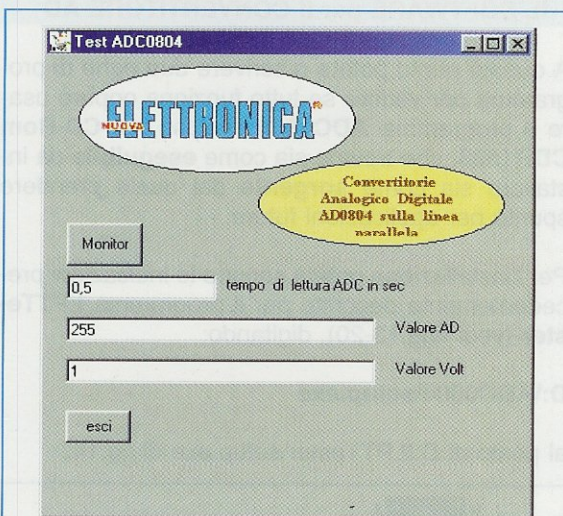 Test ADC0804
NUOVA ELETTRONICA®
Convertitorie
Analogico Digitale
AD0804 sulla linea
parallela
Monitor
0,5 tempo di lettura ADC in sec
255 Valore AD
1 Valore Volt
esci